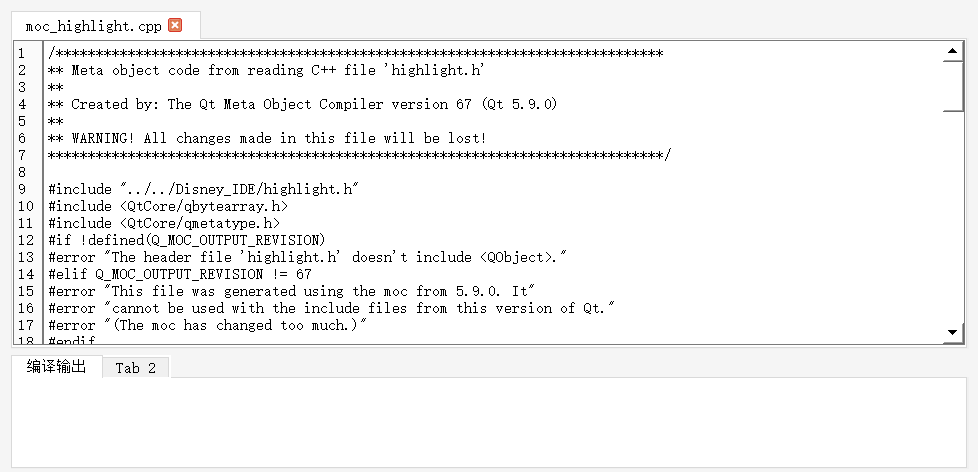 moc_highlight.cpp
1 /****************************************************************************
2 ** Meta object code from reading C++ file 'highlight.h'
3 **
4 ** Created by: The Qt Meta Object Compiler version 67 (Qt 5.9.0)
5 **
6 ** WARNING! All changes made in this file will be lost!
7 *****************************************************************************/
8
9 #include "../../Disney_IDE/highlight.h"
10 #include <QtCore/qbytearray.h>
11 #include <QtCore/qmetatype.h>
12 #if !defined(Q_MOC_OUTPUT_REVISION)
13 #error "The header file 'highlight.h' doesn't include <QObject>."
14 #elif Q_MOC_OUTPUT_REVISION != 67
15 #error "This file was generated using the moc from 5.9.0. It"
16 #error "cannot be used with the include files from this version of Qt."
17 #error "(The moc has changed too much.)"
18 #endif
编译输出 Tab 2